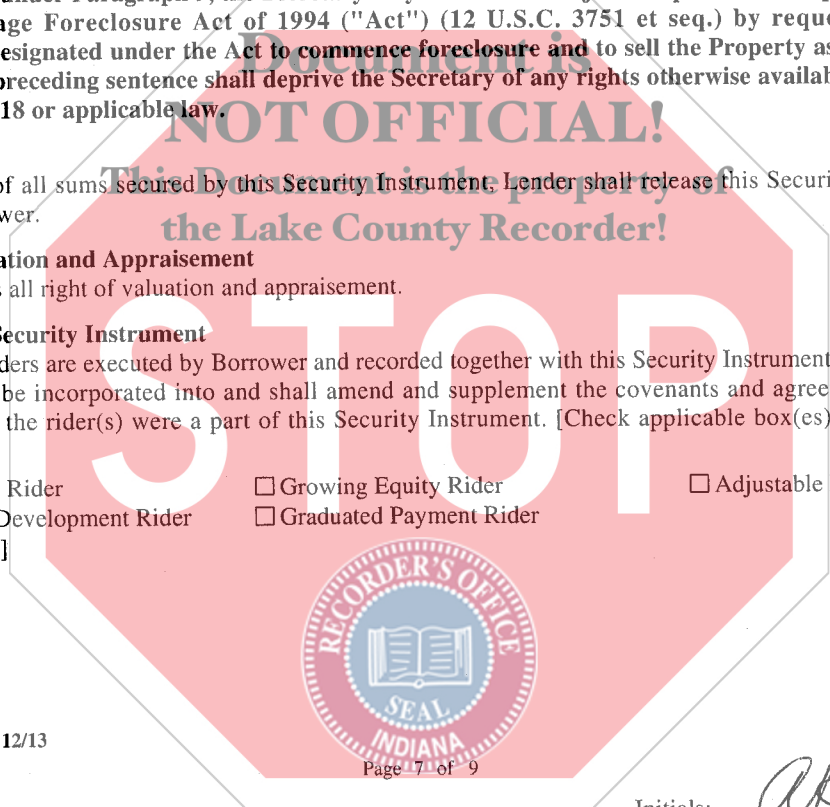 age Foreclosure Act of 1994 ("Act") (12 U.S.C. 3751 et seq.) by
esignated under the Act to commence foreclosure and to sell the Property as
preceding sentence shall deprive the Secretary of any rights otherwise
18 or applicable law.
Document is
NOT OFFICIAL!
This Document is the property of
the Lake County Recorder!
of all sums secured by this Security Instrument, Lender shall release this
wer.
ation and Appraisement
s all right of valuation and appraisement.
Security Instrument
ders are executed by Borrower and recorded together with this Security Instrument
be incorporated into and shall amend and supplement the covenants and
the rider(s) were a part of this Security Instrument. [Check applicable box(es)
STOP
Rider
☐ Growing Equity Rider
☐ Adjustable
Development Rider
☐ Graduated Payment Rider
]
RECORDER'S OFFICE
SEAL
INDIANA
12/13
Page 7 of 9
Initials: